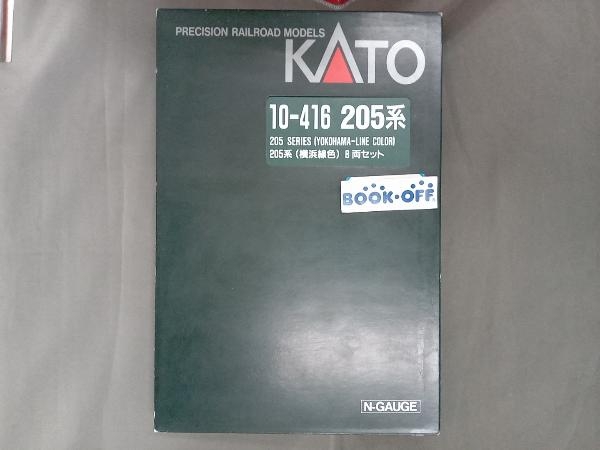 PRECISION RAILROAD MODELS
KATO
10-416 205系
205 SERIES (YOKOHAMA-LINE COLOR)
205系 (横浜線色) 8両セット
BOOK-OFF
N-GAUGE